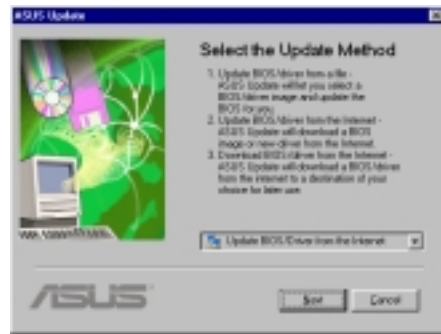 ASUS Update
Select the Update Method
1. Update BIOS/driver from a file -
ASUS Update will let you select a
BIOS/driver image and update the
BIOS for you.
2. Update BIOS/driver from the Internet -
ASUS Update will download a BIOS
image or new driver from the Internet.
3. Download BIOS/driver from Internet -
ASUS Update will download a BIOS/driver
from the internet to a destination of your
choice for later use.
Update BIOS/Driver from the Internet
ASUS
Next
Cancel